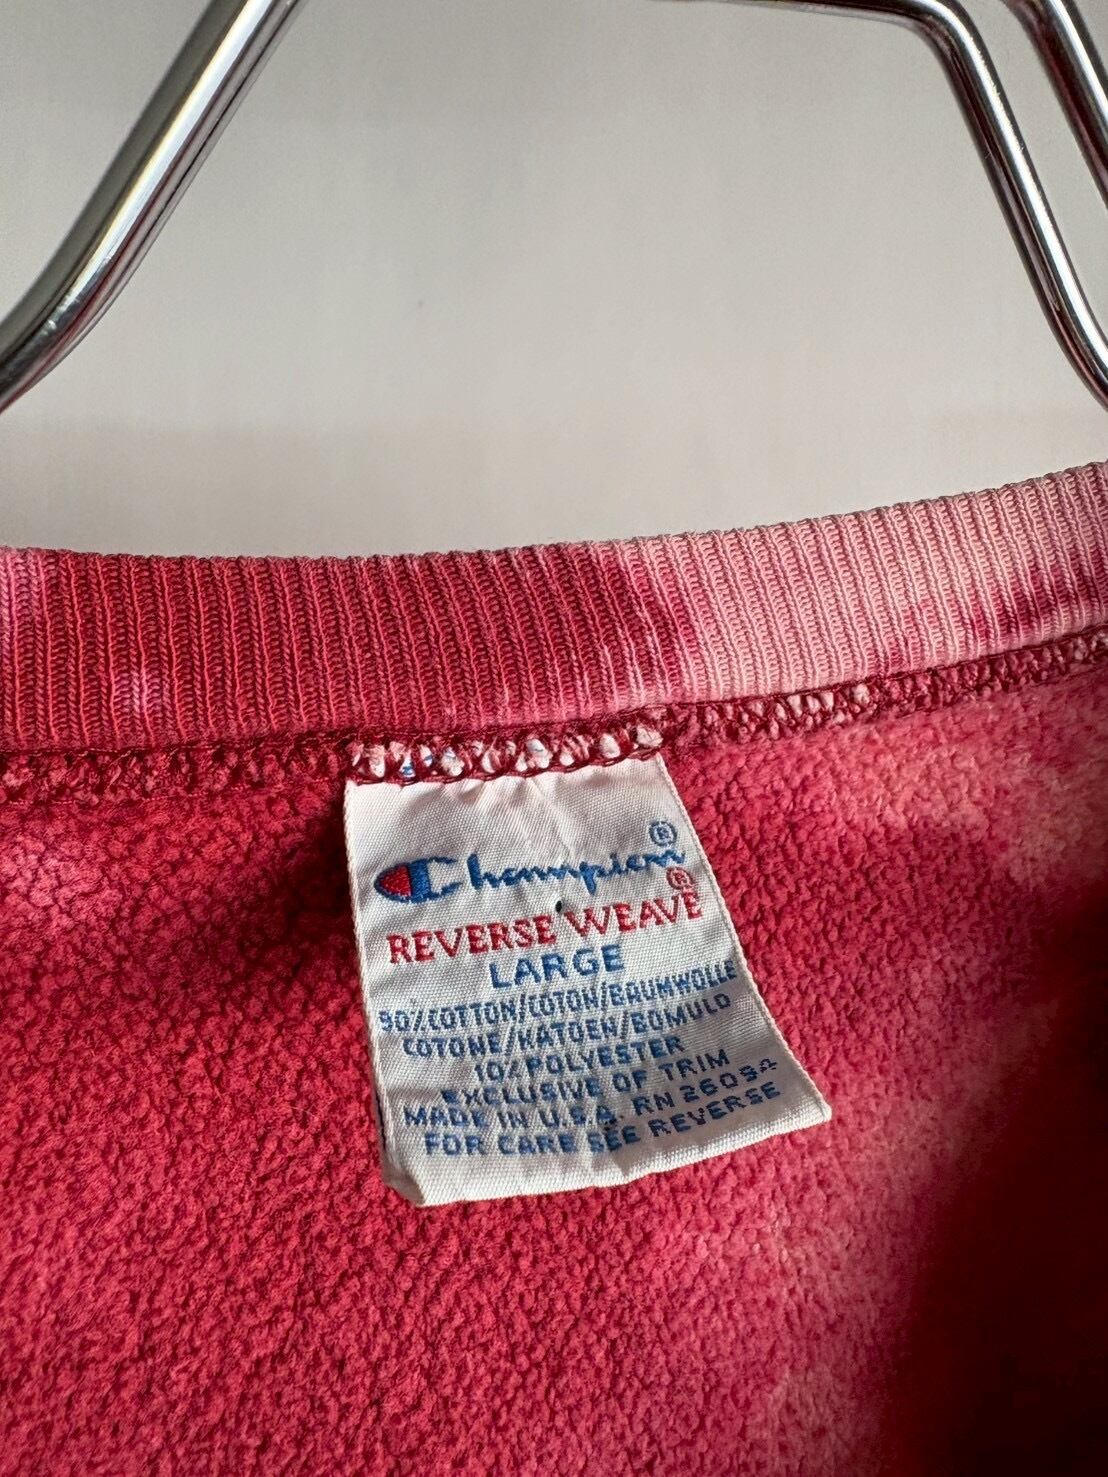 Champion®
REVERSE WEAVE®
LARGE
90%COTTON/COTON/BAUMWOLLE
COTONE/KATOEN/BOMULD
10%POLYESTER
EXCLUSIVE OF TRIM
MADE IN U.S.A. RN 26094
FOR CARE SEE REVERSE